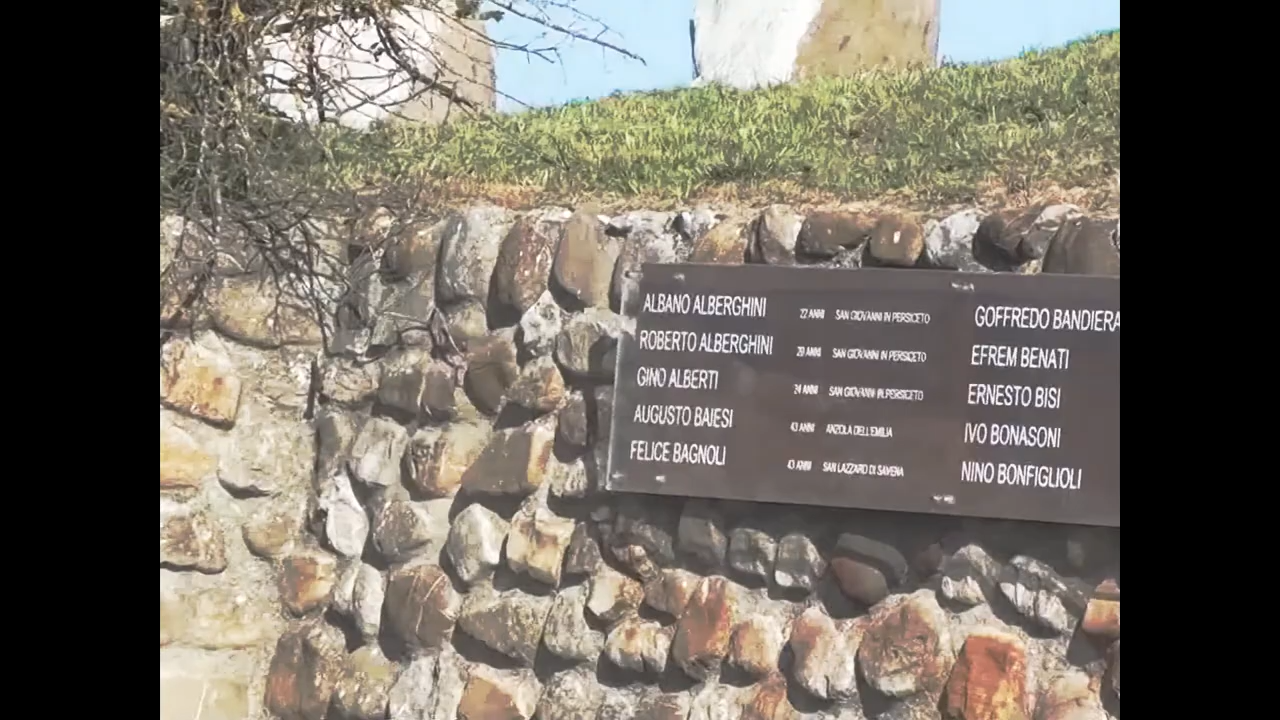 ALBANO ALBERGHINI 22 ANNI SAN GIOVANNI IN PERSICETO GOFFREDO BANDIERA
ROBERTO ALBERGHINI 20 ANNI SAN GIOVANNI IN PERSICETO EFREM BENATI
GINO ALBERTI 24 ANNI SAN GIOVANNI IN PERSICETO ERNESTO BISI
AUGUSTO BAIESI 43 ANNI ANZOLA DELL'EMILIA IVO BONASONI
FELICE BAGNOLI 43 ANNI SAN LAZZARO DI SAVENA NINO BONFIGLIOLI